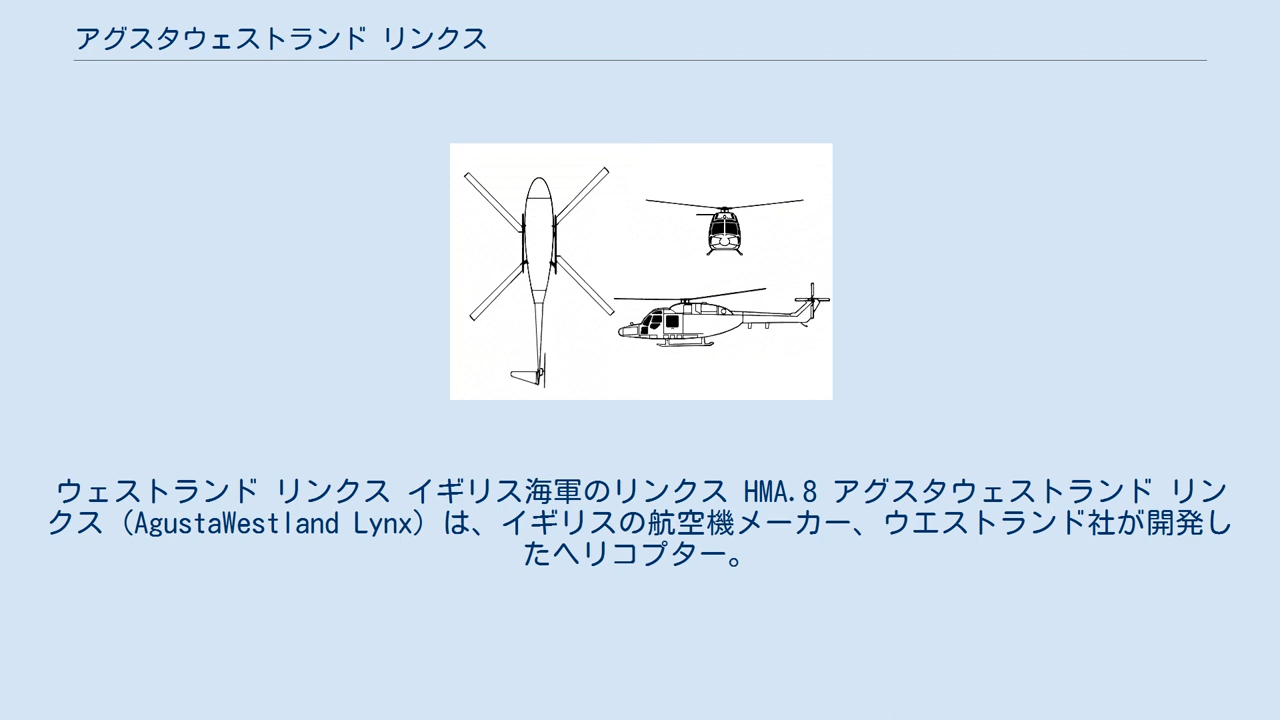 アグスタウェストランド リンクス
ウェストランド リンクス イギリス海軍のリンクス HMA.8 アグスタウェストランド リン
クス（AgustaWestland Lynx）は、イギリスの航空機メーカー、ウエストランド社が開発し
たヘリコプター。